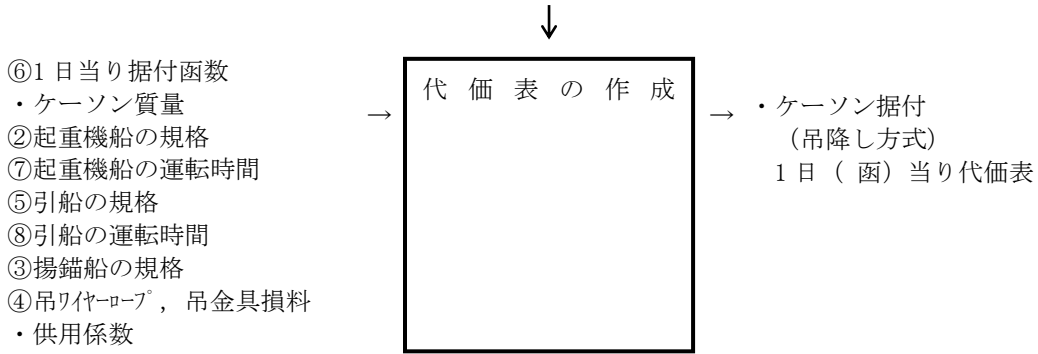 ↓
⑥1日当り据付函数
・ケーソン質量
②起重機船の規格
⑦起重機船の運転時間
⑤引船の規格
⑧引船の運転時間
③揚錨船の規格
④吊ﾜｲﾔｰﾛｰﾌﾟ，吊金具損料
・供用係数
→
代価表の作成
→
・ケーソン据付
（吊降し方式）
1日（ 函）当り代価表